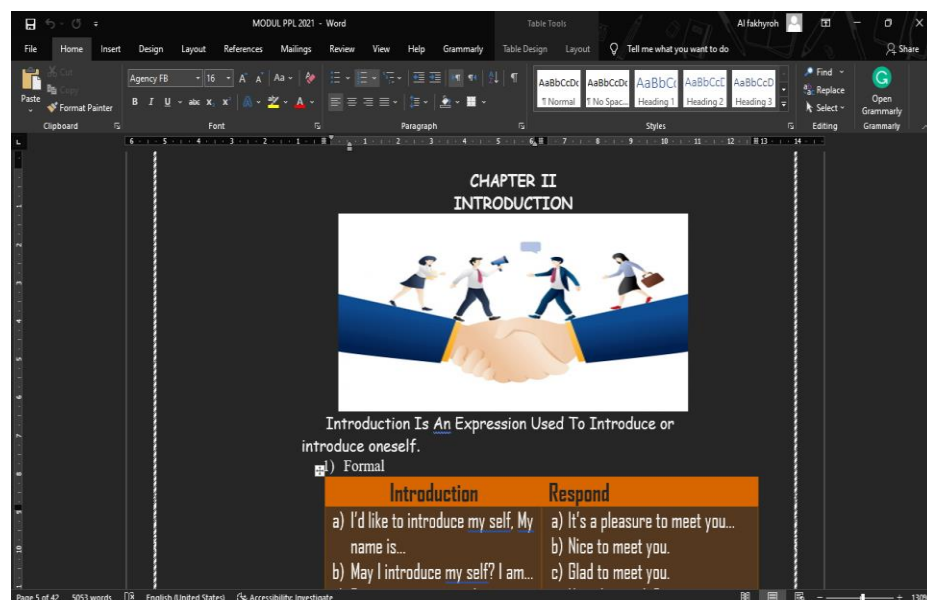 MODUL PPL 2021 - Word
Table Tools
Al fakhyroh
File Home Insert Design Layout References Mailings Review View Help Grammarly Table Design Layout Tell me what you want to do Share
Cut
Copy
Paste
Format Painter
Agency FB 16
Clipboard Font Paragraph Styles Editing Grammarly
AaBbCcDc AaBbCcDc AaBbCc AaBbCcE AaBbCcD
¶ Normal ¶ No Spac... Heading 1 Heading 2 Heading 3
Find
Replace
Select
Open
Grammarly
CHAPTER II
INTRODUCTION
Introduction Is An Expression Used To Introduce or
introduce oneself.
1) Formal
Introduction Respond
a) I'd like to introduce my self, My
name is...
b) May I introduce my self? I am...
a) It's a pleasure to meet you...
b) Nice to meet you.
c) Glad to meet you.
Page 5 of 42 5053 words English (United States) Accessibility: Investigate 130%